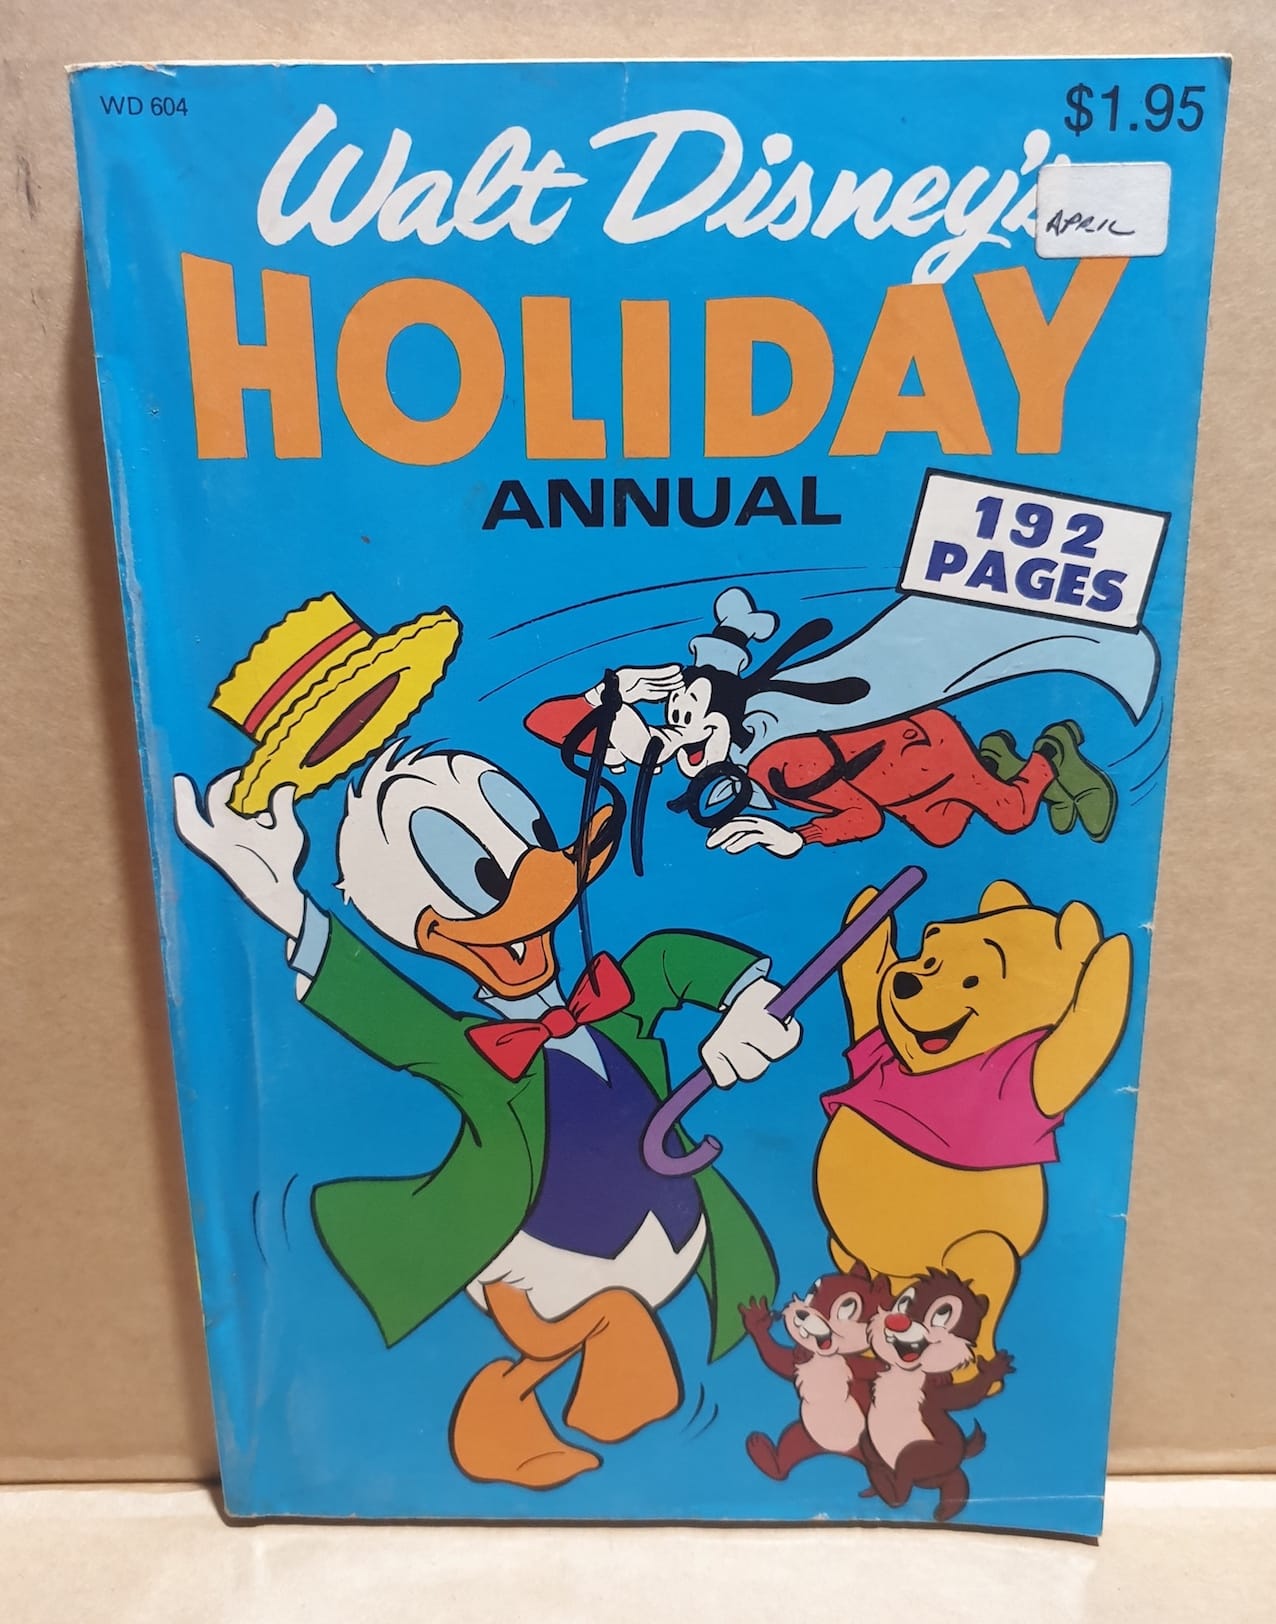 WD 604
$1.95
Walt Disney's
APRIL
HOLIDAY
ANNUAL
192
PAGES